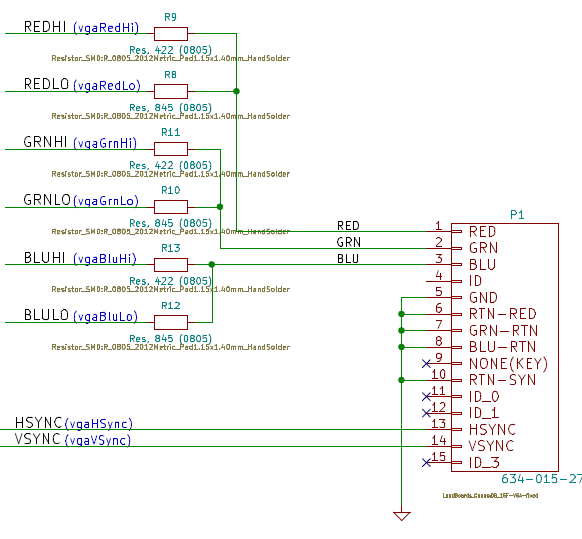 R9
REDHI (vgaRedHi)
Res, 422 (0805)
Resistor_SMD:R_0805_2012Metric_Pad1.15x1.40mm_HandSolder
R8
REDLO (vgaRedLo)
Res, 845 (0805)
Resistor_SMD:R_0805_2012Metric_Pad1.15x1.40mm_HandSolder
R11
GRNHI (vgaGrnHi)
Res, 422 (0805)
Resistor_SMD:R_0805_2012Metric_Pad1.15x1.40mm_HandSolder
R10
GRNLO (vgaGrnLo)
Res, 845 (0805)
Resistor_SMD:R_0805_2012Metric_Pad1.15x1.40mm_HandSolder
R13
BLUHI (vgaBluHi)
Res, 422 (0805)
Resistor_SMD:R_0805_2012Metric_Pad1.15x1.40mm_HandSolder
R12
BLULO (vgaBluLo)
Res, 845 (0805)
Resistor_SMD:R_0805_2012Metric_Pad1.15x1.40mm_HandSolder
HSYNC (vgaHSync)
VSYNC (vgaVSync)
P1
RED 1 RED
GRN 2 GRN
BLU 3 BLU
4 ID
5 GND
6 RTN-RED
7 GRN-RTN
8 BLU-RTN
9 NONE(KEY)
10 RTN-SYN
11 ID_0
12 ID_1
13 HSYNC
14 VSYNC
15 ID_3
634-015-27